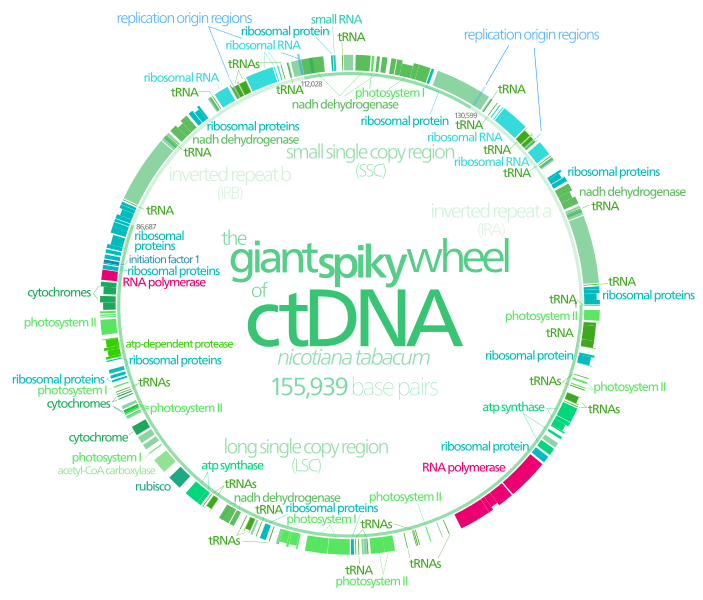 small RNA
replication origin regions
ribosomal protein
tRNA
replication origin regions
ribosomal RNA
tRNAs
ribosomal RNA
tRNA
tRNA
112,028
photosystem I
nadh dehydrogenase
tRNA
130,599
ribosomal protein
tRNA
ribosomal proteins
ribosomal RNA
nadh dehydrogenase
tRNA
tRNA
small single copy region
(SSC)
ribosomal RNA
tRNA
inverted repeat b
(IRB)
ribosomal proteins
nadh dehydrogenase
tRNA
inverted repeat a
(IRA)
tRNA
86,687
ribosomal
proteins
initiation factor 1
ribosomal proteins
RNA polymerase
the
giant spiky wheel
of
ctDNA
nicotiana tabacum
155,939 base pairs
tRNA
tRNA
ribosomal proteins
cytochromes
photosystem II
photosystem II
tRNA
atp-dependent protease
ribosomal proteins
ribosomal protein
ribosomal proteins
tRNAs
photosystem I
cytochromes
photosystem II
tRNAs
photosystem II
tRNAs
atp synthase
cytochrome
photosystem I
acetyl-CoA carboxylase
long single copy region
(LSC)
ribosomal protein
RNA polymerase
atp synthase
rubisco
tRNAs
nadh dehydrogenase
tRNA
ribosomal proteins
photosystem II
photosystem I
tRNAs
tRNAs
tRNA
photosystem II
tRNAs